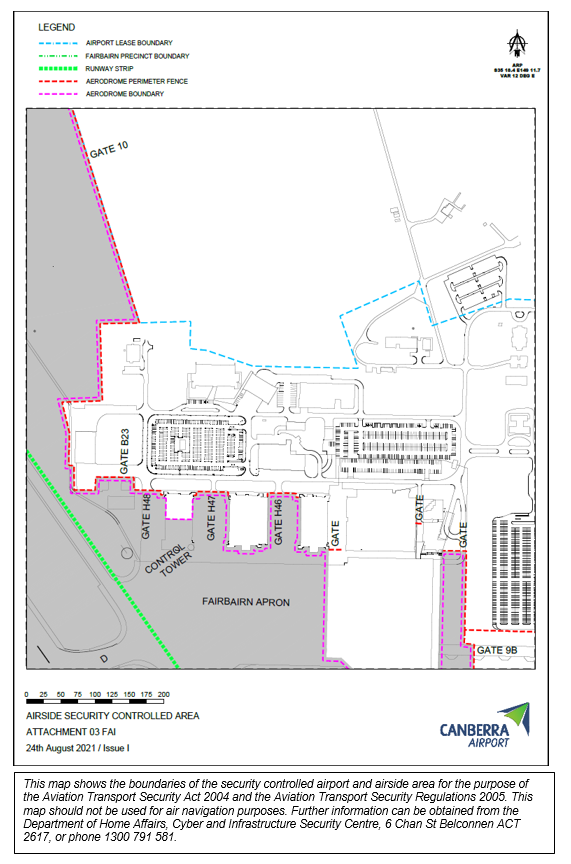 LEGEND
AIRPORT LEASE BOUNDARY
FAIRBAIRN PRECINCT BOUNDARY
RUNWAY STRIP
AERODROME PERIMETER FENCE
AERODROME BOUNDARY
ARP
S35 18.4 E149 11.7
VAR 12 DEG E
GATE 10
GATE B23
GATE H48
GATE H47
GATE H46
GATE
GATE
GATE
CONTROL
TOWER
FAIRBAIRN APRON
GATE 9B
D
0 25 50 75 100 125 150 175 200
AIRSIDE SECURITY CONTROLLED AREA
ATTACHMENT 03 FAI
24th August 2021 / Issue I
CANBERRA
AIRPORT
This map shows the boundaries of the security controlled airport and airside area for the purpose of
the Aviation Transport Security Act 2004 and the Aviation Transport Security Regulations 2005. This
map should not be used for air navigation purposes. Further information can be obtained from the
Department of Home Affairs, Cyber and Infrastructure Security Centre, 6 Chan St Belconnen ACT
2617, or phone 1300 791 581.